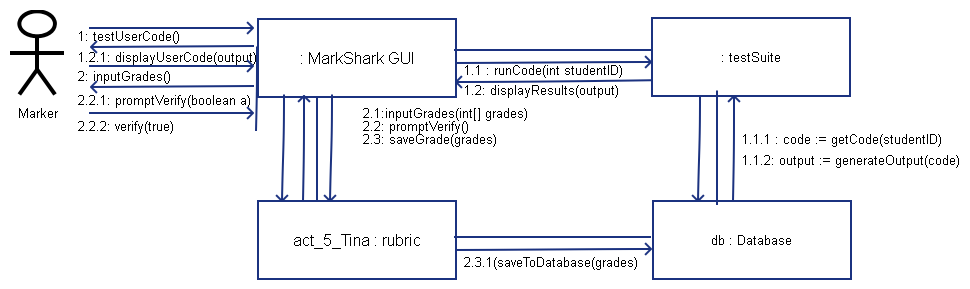 1: testUserCode()
1.2.1: displayUserCode(output)
2: inputGrades()
2.2.1: promptVerify(boolean a)
2.2.2: verify(true)
Marker
: MarkShark GUI
1.1 : runCode(int studentID)
1.2: displayResults(output)
: testSuite
2.1:inputGrades(int[] grades)
2.2: promptVerify()
2.3: saveGrade(grades)
1.1.1 : code := getCode(studentID)
1.1.2: output := generateOutput(code)
act_5_Tina : rubric
2.3.1(saveToDatabase(grades)
db : Database